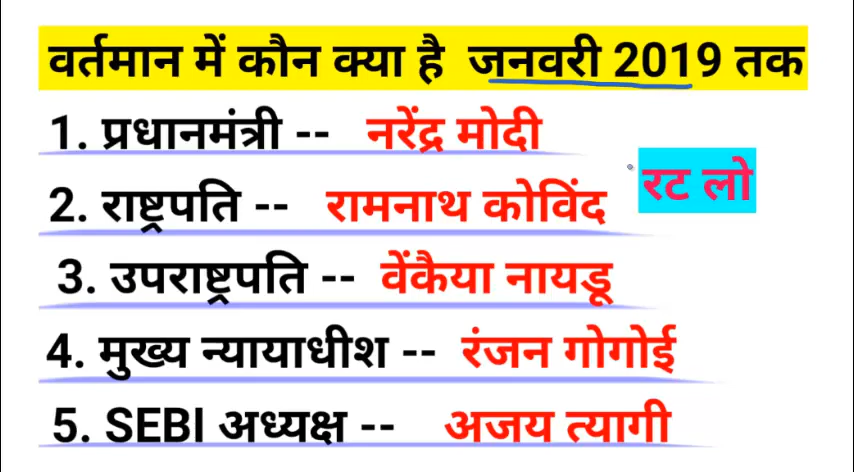 वर्तमान में कौन क्या है जनवरी 2019 तक
1. प्रधानमंत्री -- नरेंद्र मोदी
रट लो
2. राष्ट्रपति -- रामनाथ कोविंद
3. उपराष्ट्रपति -- वेंकैया नायडू
4. मुख्य न्यायाधीश -- रंजन गोगोई
5. SEBI अध्यक्ष -- अजय त्यागी